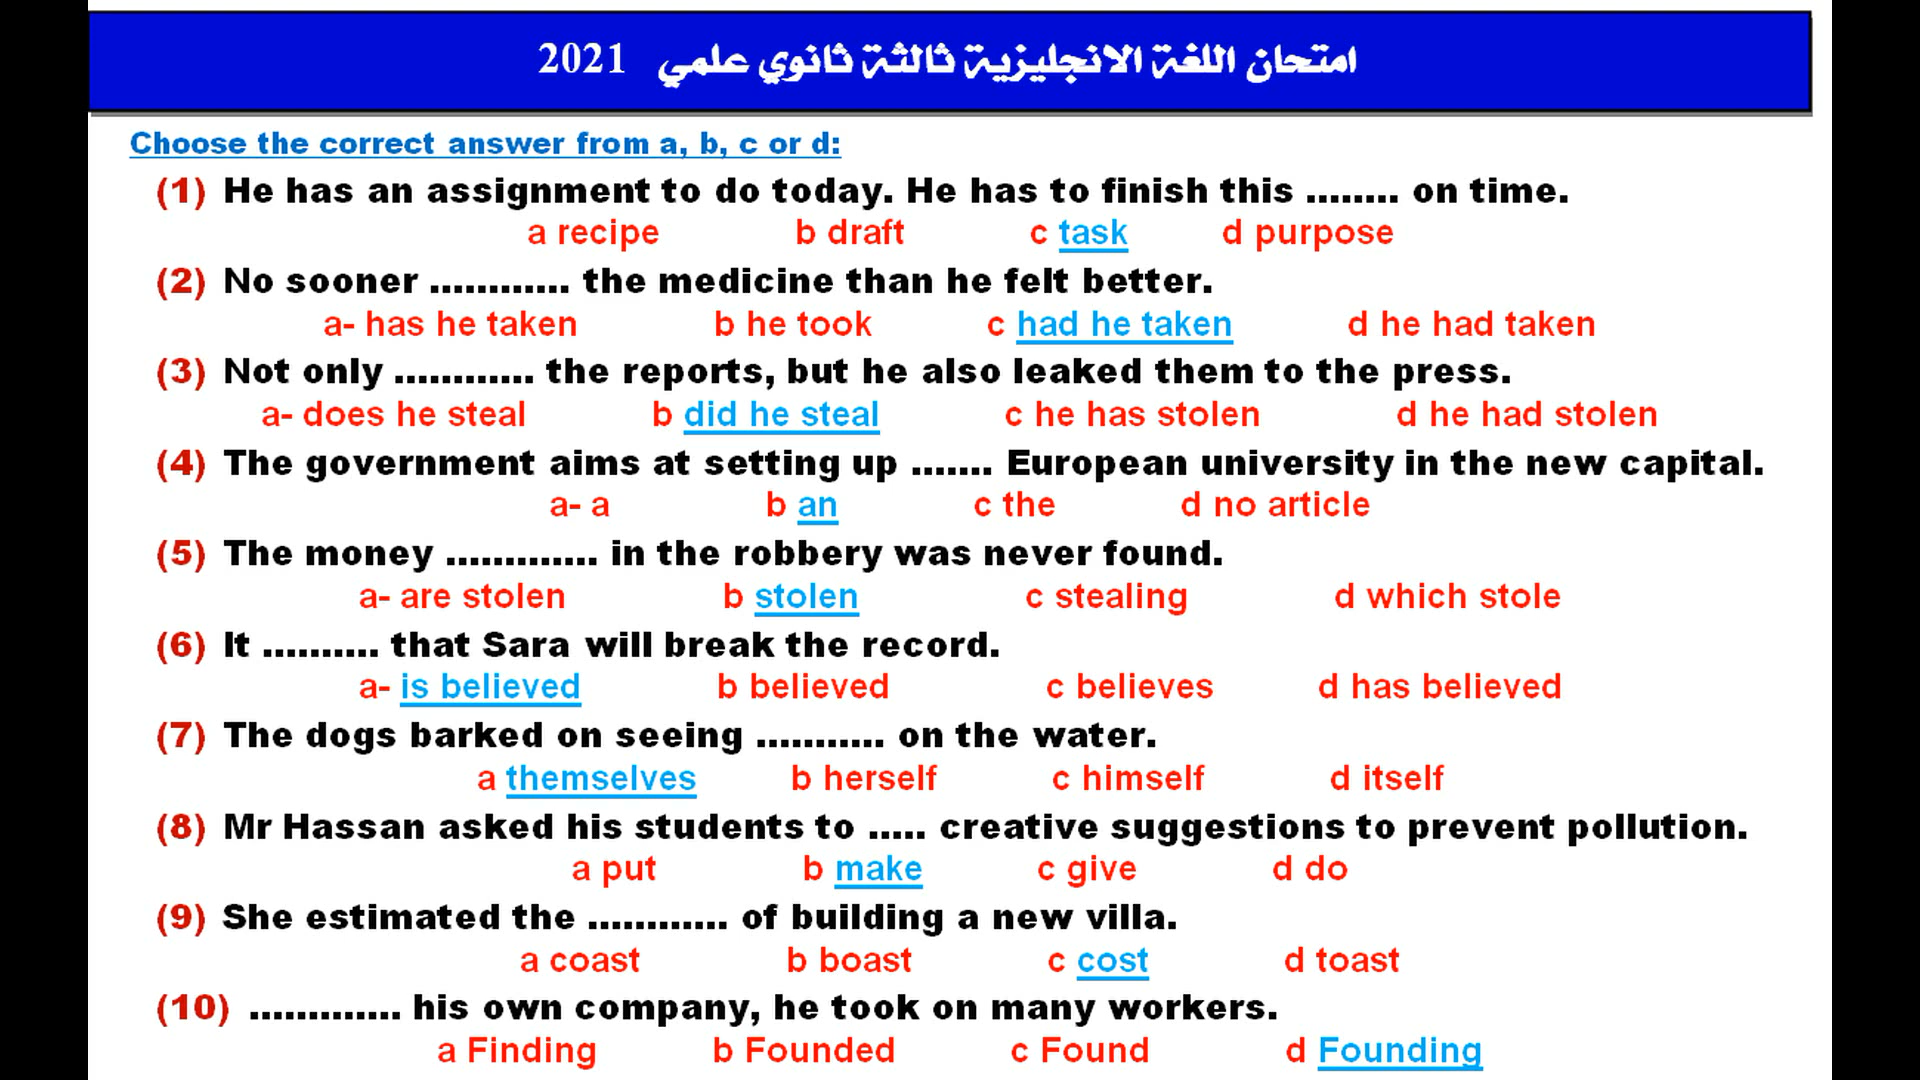 امتحان اللغة الانجليزية ثالثة ثانوي علمي 2021
Choose the correct answer from a, b, c or d:
(1) He has an assignment to do today. He has to finish this ........ on time.
a recipe b draft c task d purpose
(2) No sooner ............ the medicine than he felt better.
a- has he taken b he took c had he taken d he had taken
(3) Not only ............ the reports, but he also leaked them to the press.
a- does he steal b did he steal c he has stolen d he had stolen
(4) The government aims at setting up ....... European university in the new capital.
a- a b an c the d no article
(5) The money ............. in the robbery was never found.
a- are stolen b stolen c stealing d which stole
(6) It .......... that Sara will break the record.
a- is believed b believed c believes d has believed
(7) The dogs barked on seeing ........... on the water.
a themselves b herself c himself d itself
(8) Mr Hassan asked his students to ..... creative suggestions to prevent pollution.
a put b make c give d do
(9) She estimated the ............ of building a new villa.
a coast b boast c cost d toast
(10) ............. his own company, he took on many workers.
a Finding b Founded c Found d Founding